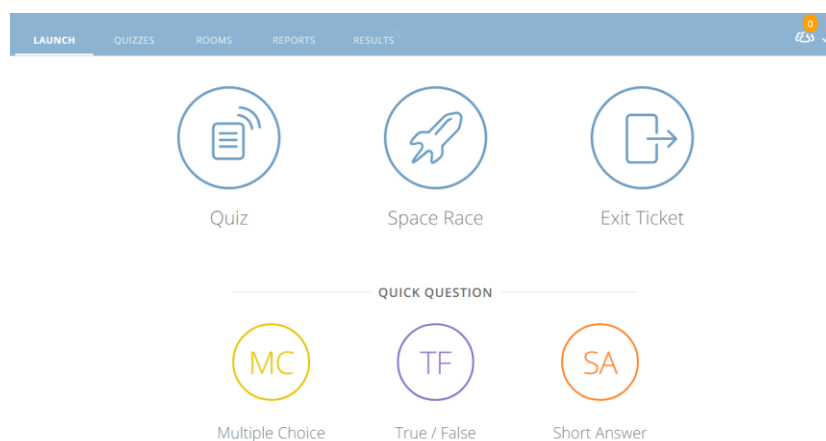 0
LAUNCH QUIZZES ROOMS REPORTS RESULTS
Quiz Space Race Exit Ticket
QUICK QUESTION
MC TF SA
Multiple Choice True / False Short Answer